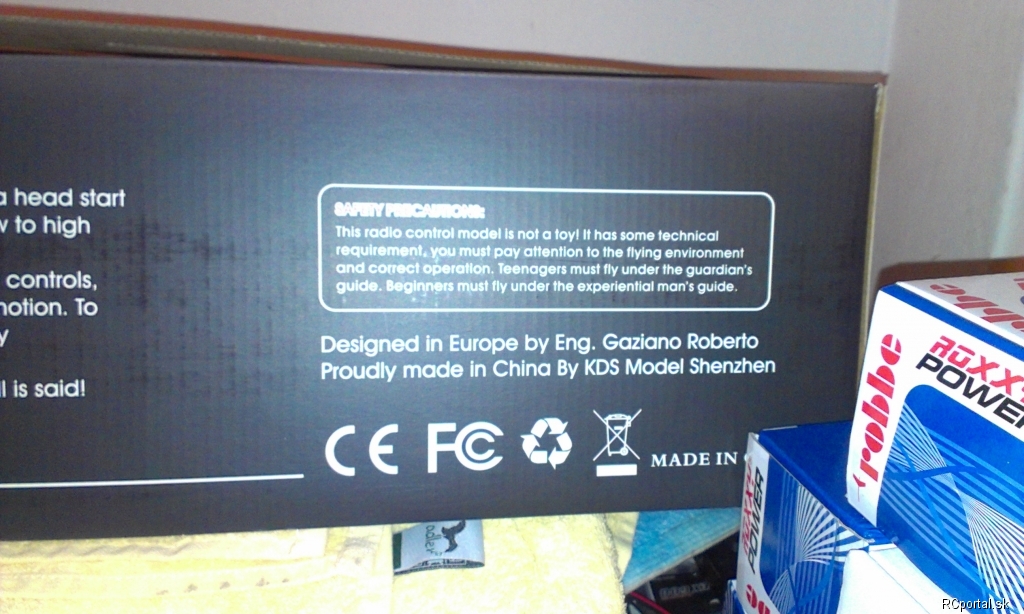 a head start
to high
controls,
To
is said!
SAFETY PRECAUTIONS:
This radio control model is not a toy! It has some technical
requirement, you must pay attention to the flying environment
and correct operation. Teenagers must fly under the guardian's
guide. Beginners must fly under the experiential man's guide.
Designed in Europe by Eng. Gaziano Roberto
Proudly made in China By KDS Model Shenzhen
CE FC
MADE IN
robbe
ROXXY
POWER
ROXXY
POWER
RCportal.sk